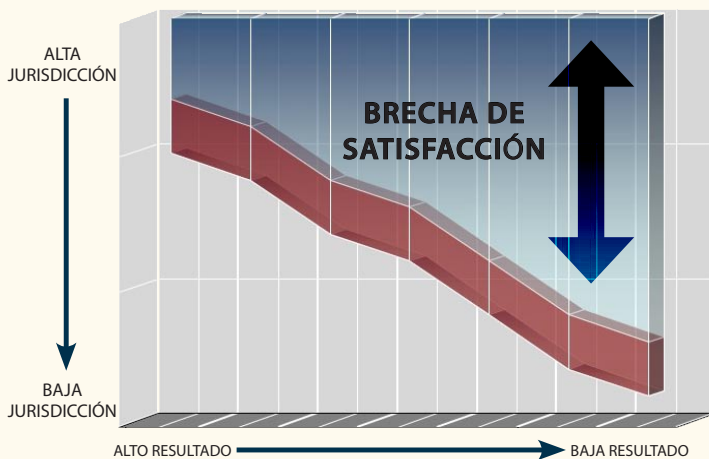 ALTA
JURISDICCIÓN
BRECHA DE
SATISFACCIÓN
BAJA
JURISDICCIÓN
ALTO RESULTADO
BAJA RESULTADO